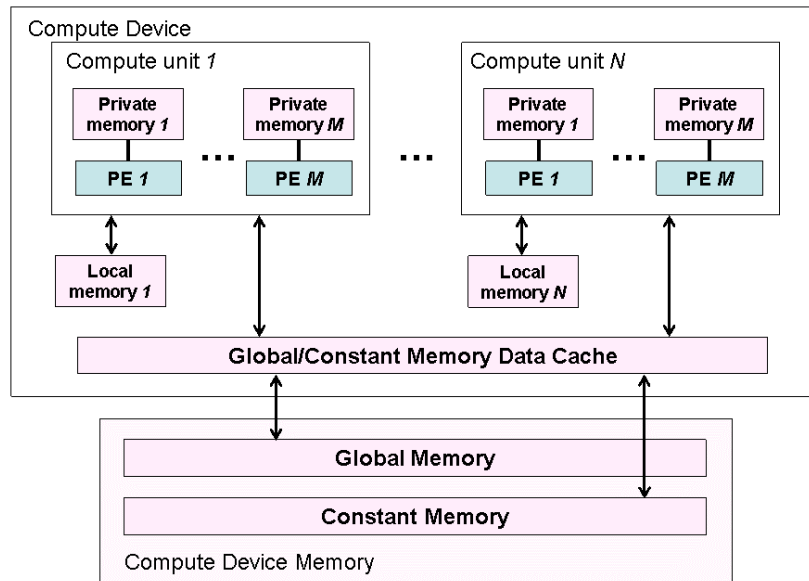 Compute Device
Compute unit 1
Compute unit N
Private
memory 1
Private
memory M
Private
memory 1
Private
memory M
...
...
...
PE 1
PE M
PE 1
PE M
Local
memory 1
Local
memory N
Global/Constant Memory Data Cache
Global Memory
Constant Memory
Compute Device Memory